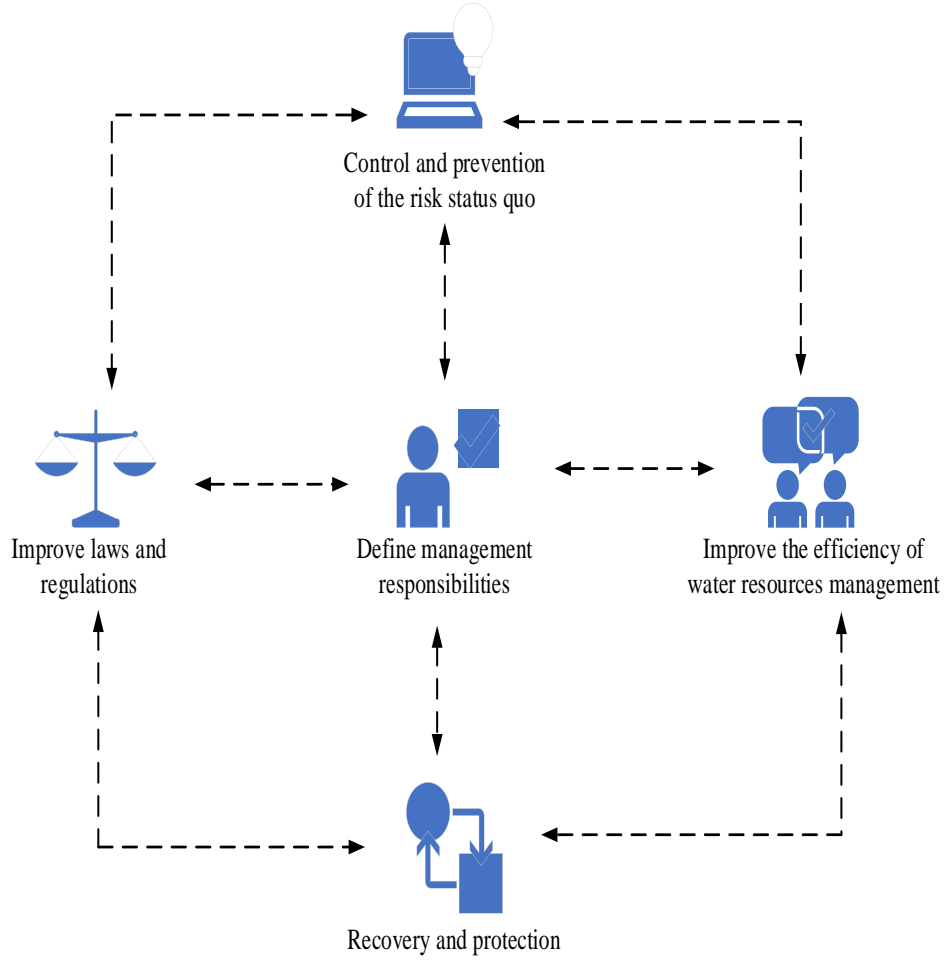 Control and prevention
of the risk status quo
Improve laws and
regulations
Define management
responsibilities
Improve the efficiency of
water resources management
Recovery and protection